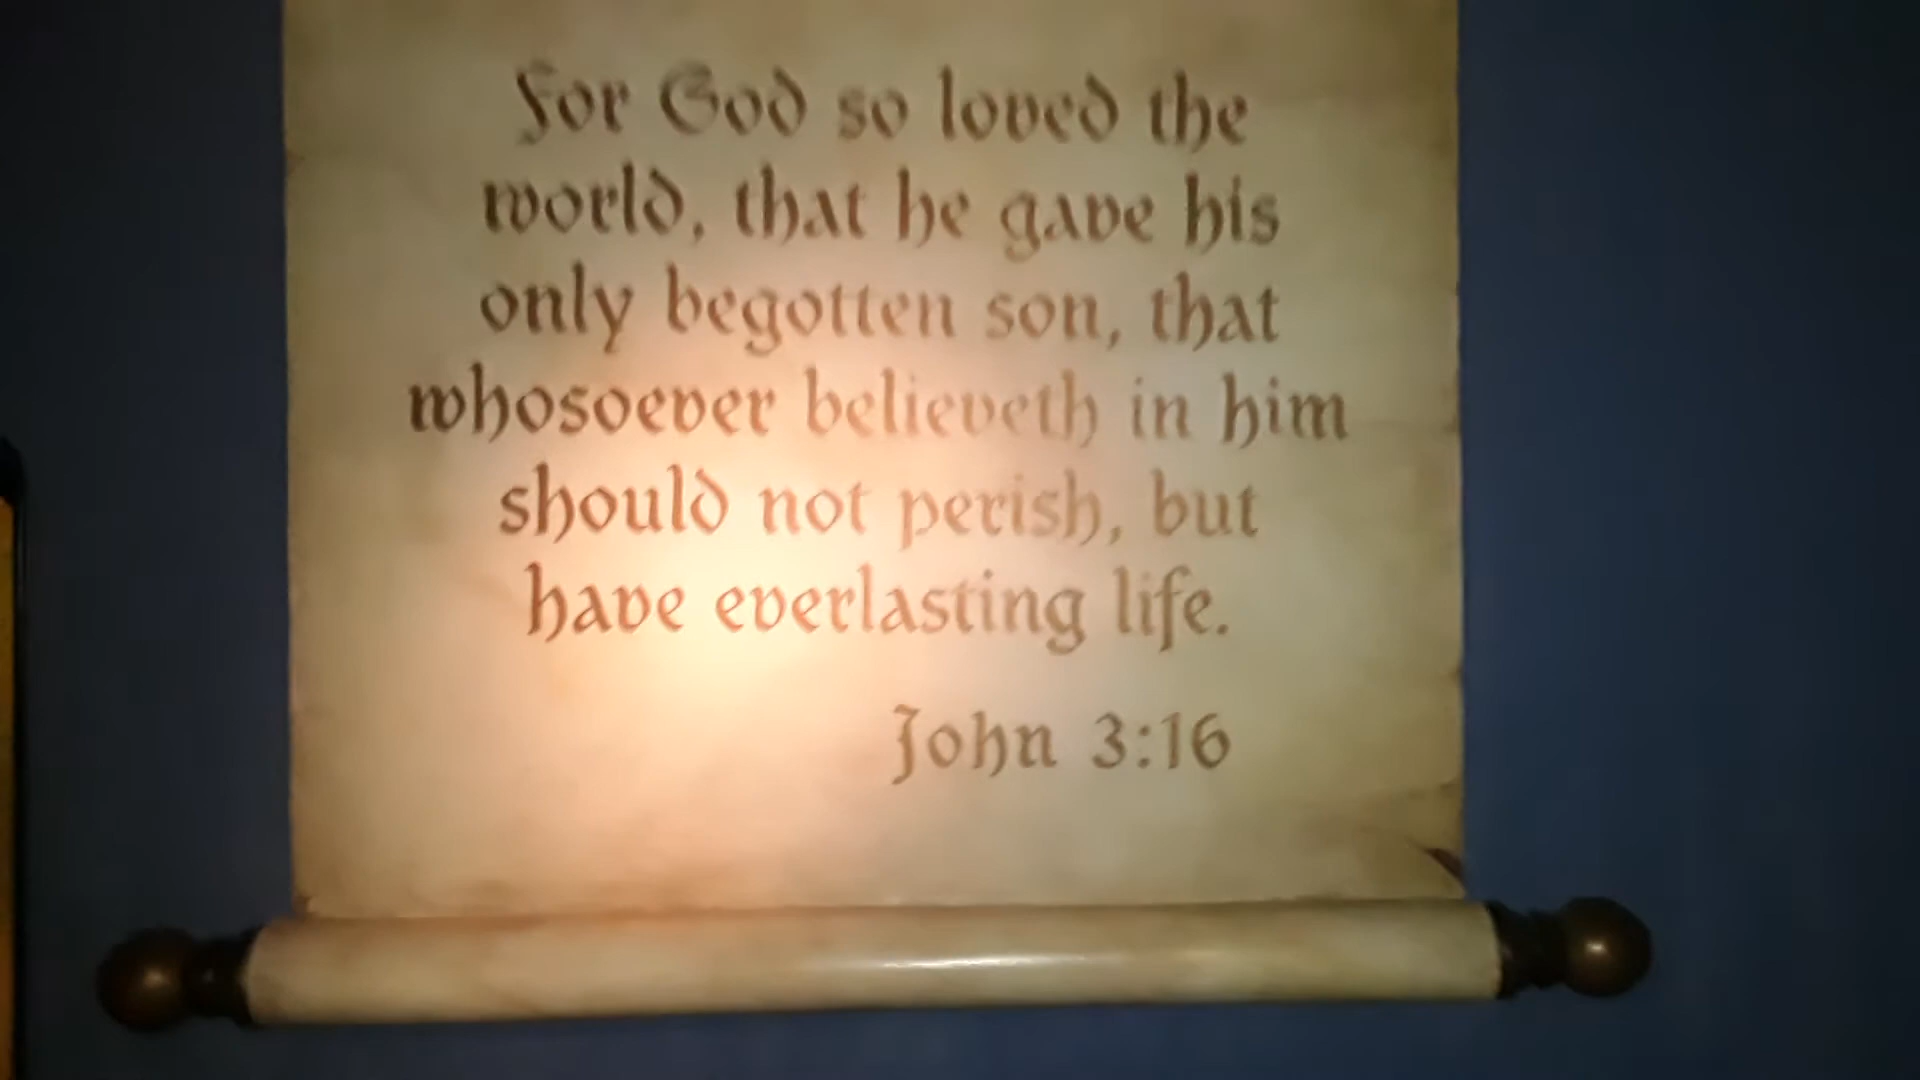 For God so loved the
world, that he gave his
only begotten son, that
whosoever believeth in him
should not perish, but
have everlasting life.
John 3:16